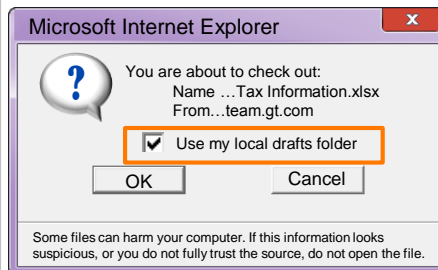 Microsoft Internet Explorer
x
?
You are about to check out:
Name …Tax Information.xlsx
From…team.gt.com
Use my local drafts folder
OK Cancel
Some files can harm your computer. If this information looks
suspicious, or you do not fully trust the source, do not open the file.